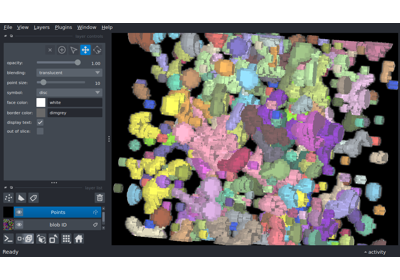 File View Layers Plugins Window Help
opacity: 1.00
blending: translucent
point size: 10
symbol: disc
face color: white
border color: dimgrey
display text:
out of slice:
Points
blob ID
Ready
activity